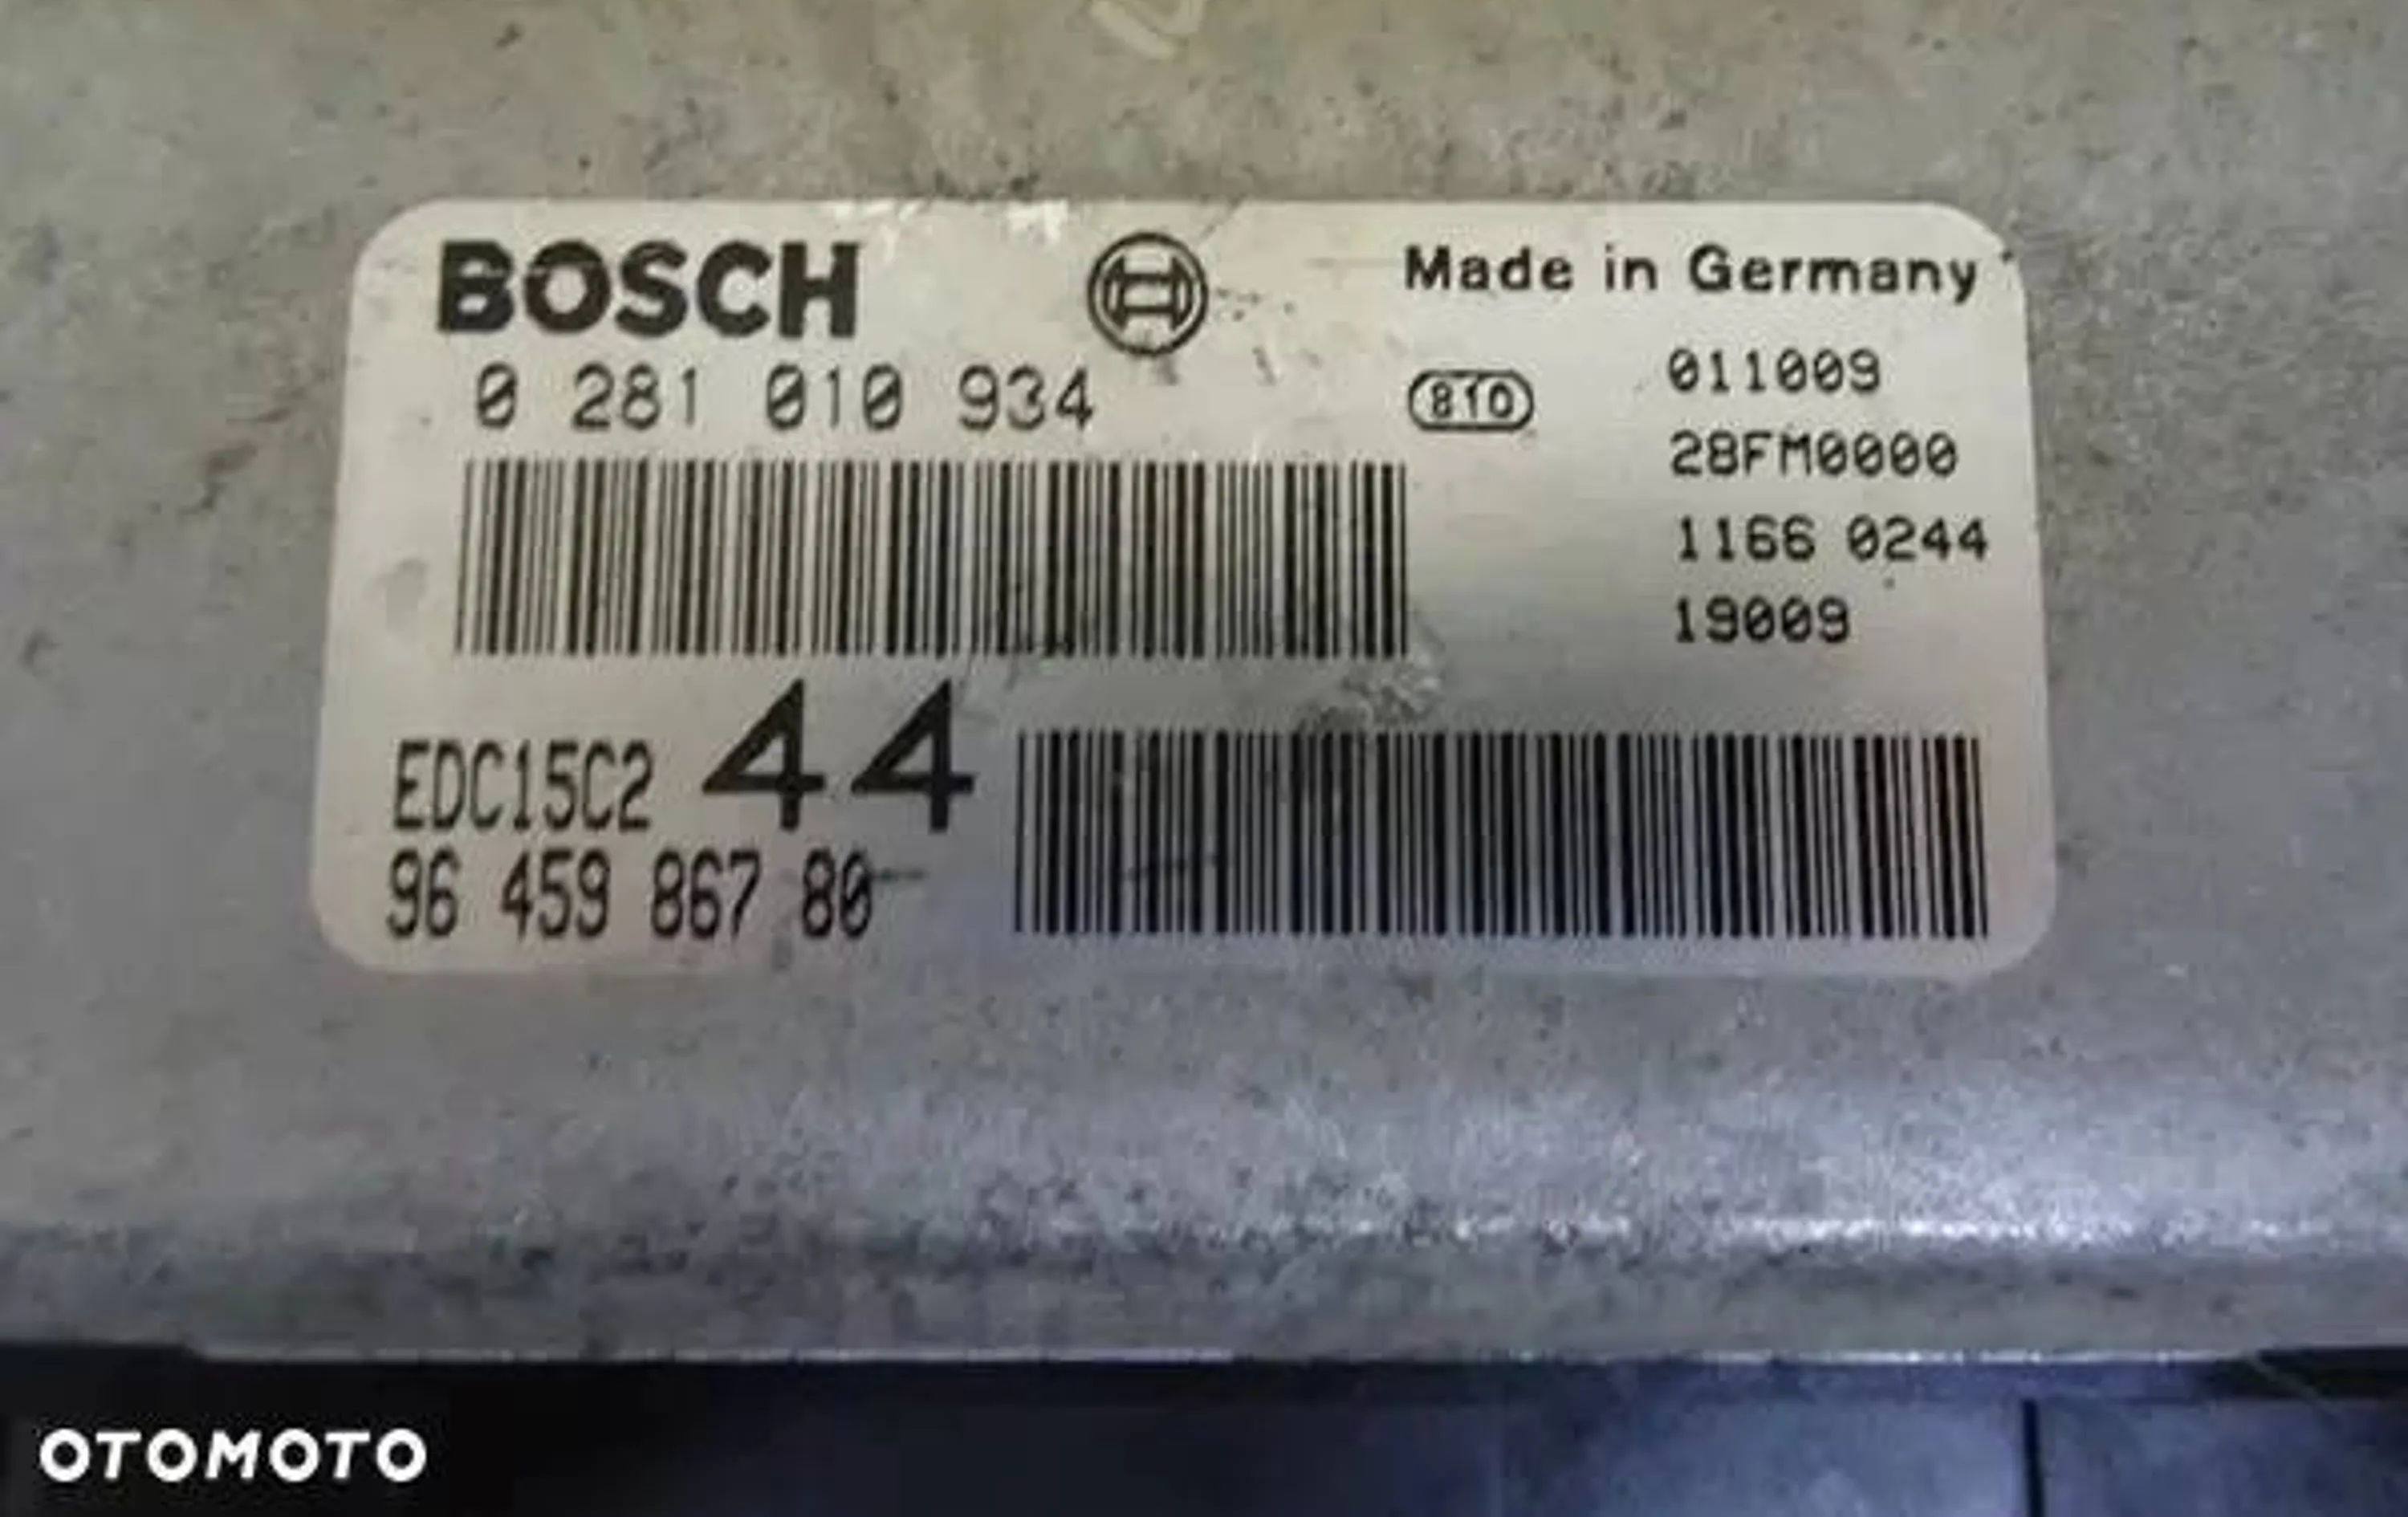 BOSCH
Made in Germany
0 281 010 934
810
011009
28FM0000
1166 0244
19009
EDC15C2 44
96 459 867 80
OTOMOTO